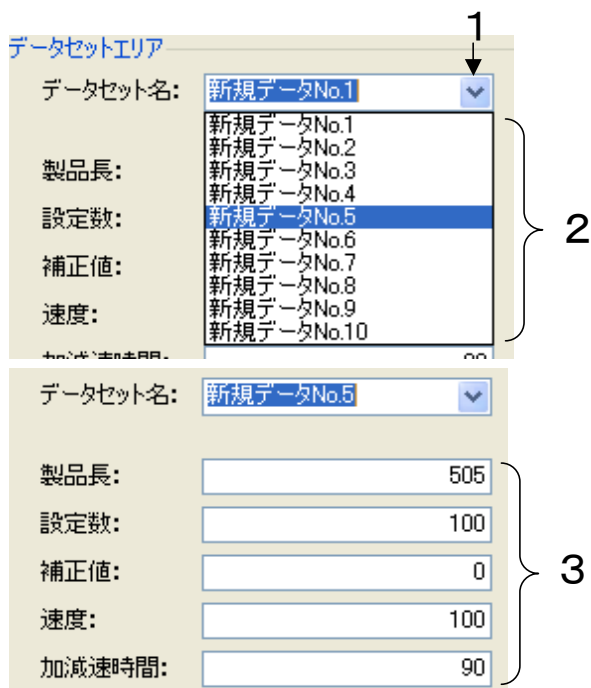 1
データセットエリア
データセット名: 新規データNo.1
新規データNo.1
新規データNo.2
製品長: 新規データNo.3
新規データNo.4
設定数: 新規データNo.5
2
新規データNo.6
補正値: 新規データNo.7
新規データNo.8
速度: 新規データNo.9
新規データNo.10
加減速時間: 90
データセット名: 新規データNo.5
製品長: 505
設定数: 100
補正値: 0
3
速度: 100
加減速時間: 90